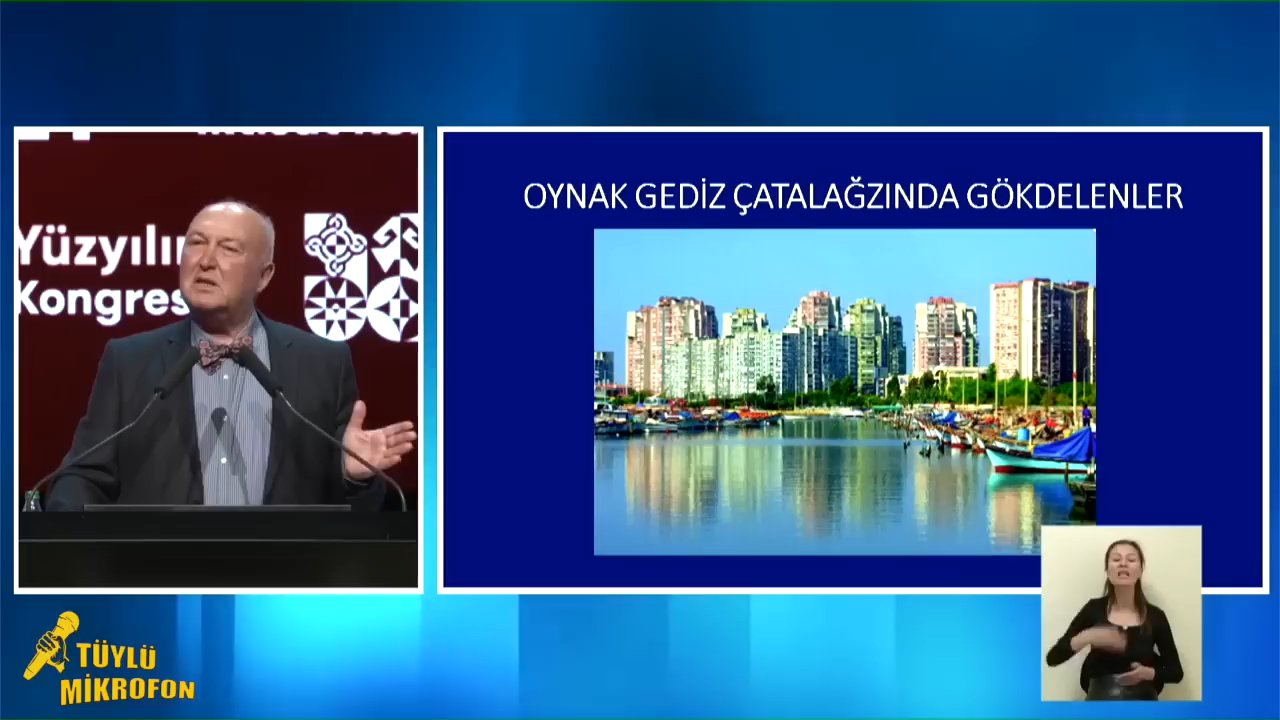 Yüzyılın
Kongres
OYNAK GEDİZ ÇATALAĞZINDA GÖKDELENLER
TÜYLÜ
MİKROFON